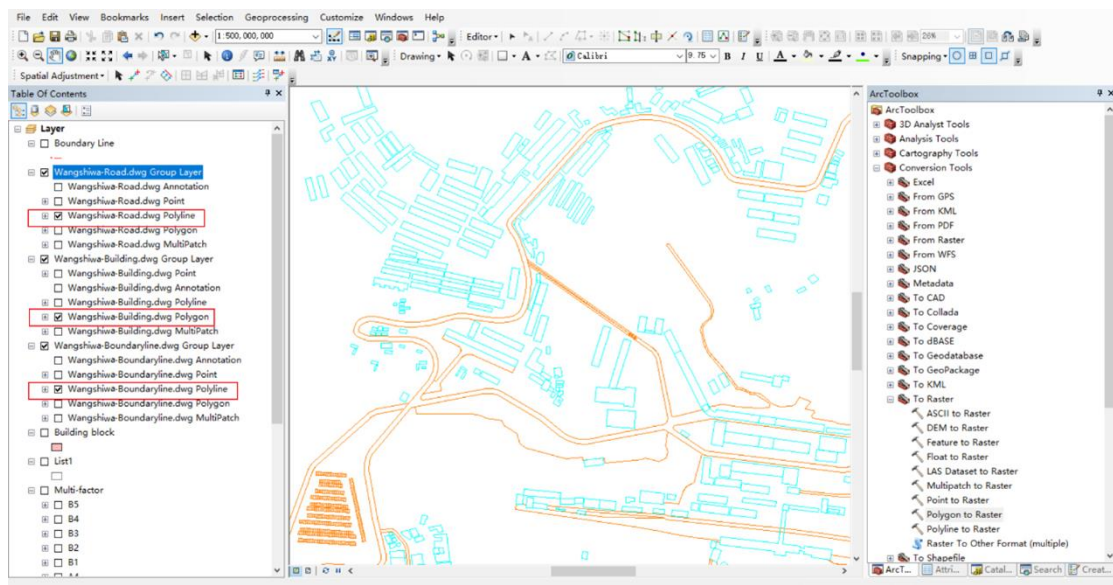 File Edit View Bookmarks Insert Selection Geoprocessing Customize Windows Help
1:500,000,000 Editor 26%
Drawing A Calibri 9.75 B I U A Snapping
Spatial Adjustment
Table Of Contents
Layer
Boundary Line
Wangshiwa-Road.dwg Group Layer
Wangshiwa-Road.dwg Annotation
Wangshiwa-Road.dwg Point
Wangshiwa-Road.dwg Polyline
Wangshiwa-Road.dwg Polygon
Wangshiwa-Road.dwg MultiPatch
Wangshiwa-Building.dwg Group Layer
Wangshiwa-Building.dwg Point
Wangshiwa-Building.dwg Annotation
Wangshiwa-Building.dwg Polyline
Wangshiwa-Building.dwg Polygon
Wangshiwa-Building.dwg MultiPatch
Wangshiwa-Boundaryline.dwg Group Layer
Wangshiwa-Boundaryline.dwg Annotation
Wangshiwa-Boundaryline.dwg Point
Wangshiwa-Boundaryline.dwg Polyline
Wangshiwa-Boundaryline.dwg Polygon
Wangshiwa-Boundaryline.dwg MultiPatch
Building block
List1
Multi-factor
B5
B4
B3
B2
B1
ArcToolbox
ArcToolbox
3D Analyst Tools
Analysis Tools
Cartography Tools
Conversion Tools
Excel
From GPS
From KML
From PDF
From Raster
From WFS
JSON
Metadata
To CAD
To Collada
To Coverage
To dBASE
To Geodatabase
To GeoPackage
To KML
To Raster
ASCII to Raster
DEM to Raster
Feature to Raster
Float to Raster
LAS Dataset to Raster
Multipatch to Raster
Point to Raster
Polygon to Raster
Polyline to Raster
Raster To Other Format (multiple)
To Shapefile
ArcT... Attri... Catal... Search Creat...